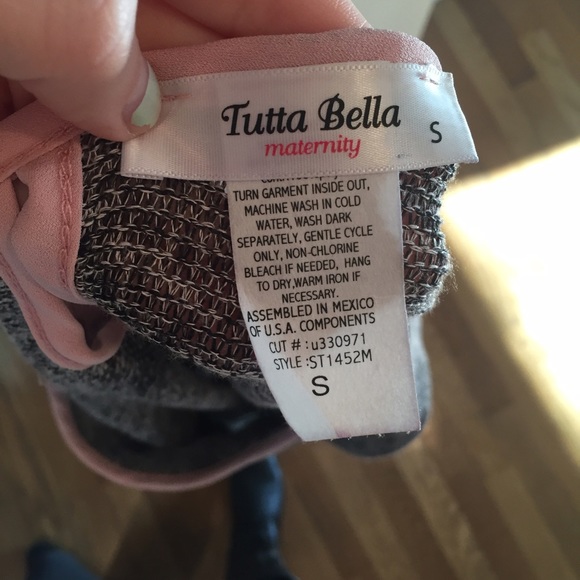 Tutta Bella
maternity
S
TURN GARMENT INSIDE OUT,
MACHINE WASH IN COLD
WATER, WASH DARK
SEPARATELY, GENTLE CYCLE
ONLY, NON-CHLORINE
BLEACH IF NEEDED, HANG
TO DRY,WARM IRON IF
NECESSARY.
ASSEMBLED IN MEXICO
OF U.S.A. COMPONENTS
CUT # :u330971
STYLE :ST1452M
S